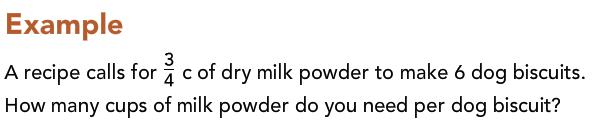 Example
A recipe calls for 3/4 c of dry milk powder to make 6 dog biscuits.
How many cups of milk powder do you need per dog biscuit?